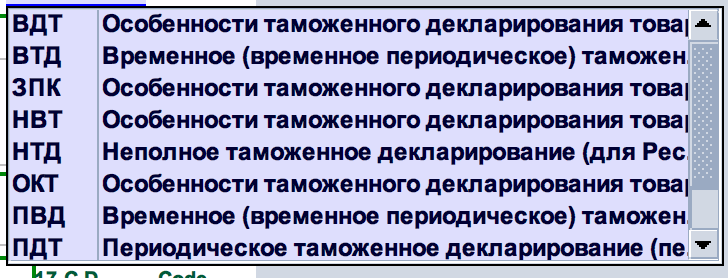 ВДТ Особенности таможенного декларирования това
ВТД Временное (временное периодическое) таможен.
ЗПК Особенности таможенного декларирования това
НВТ Особенности таможенного декларирования това
НТД Неполное таможенное декларирование (для Рес.
ОКТ Особенности таможенного декларирования това
ПВД Временное (временное периодическое) таможен.
ПДТ Периодическое таможенное декларирование (пе.